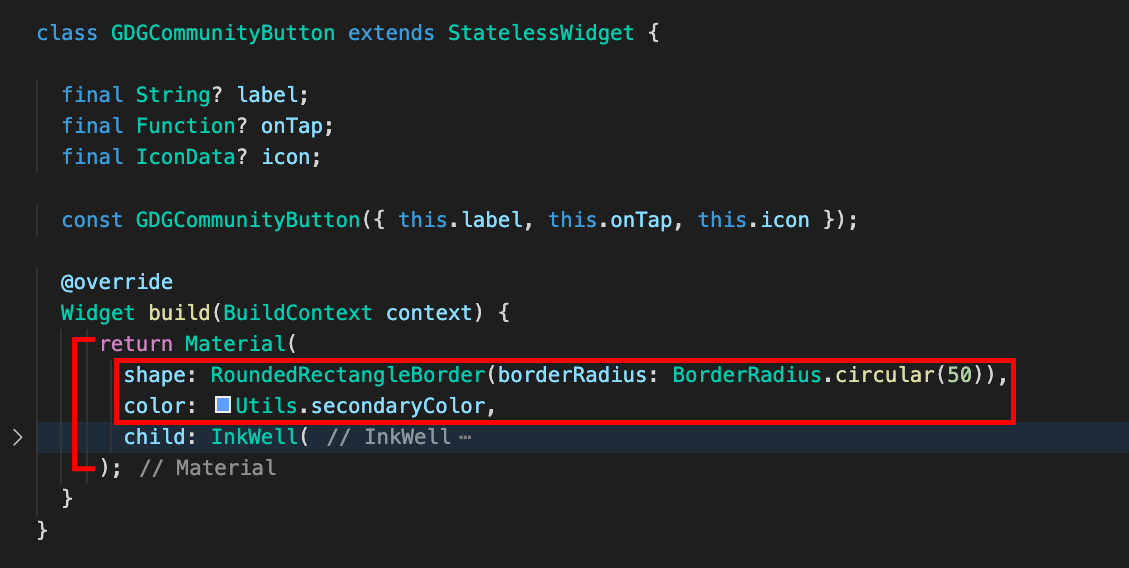 class GDGCommunityButton extends StatelessWidget {
final String? label;
final Function? onTap;
final IconData? icon;
const GDGCommunityButton({ this.label, this.onTap, this.icon });
@override
Widget build(BuildContext context) {
return Material(
shape: RoundedRectangleBorder(borderRadius: BorderRadius.circular(50)),
color: Utils.secondaryColor,
child: InkWell( // InkWell ⋯
); // Material
}
}